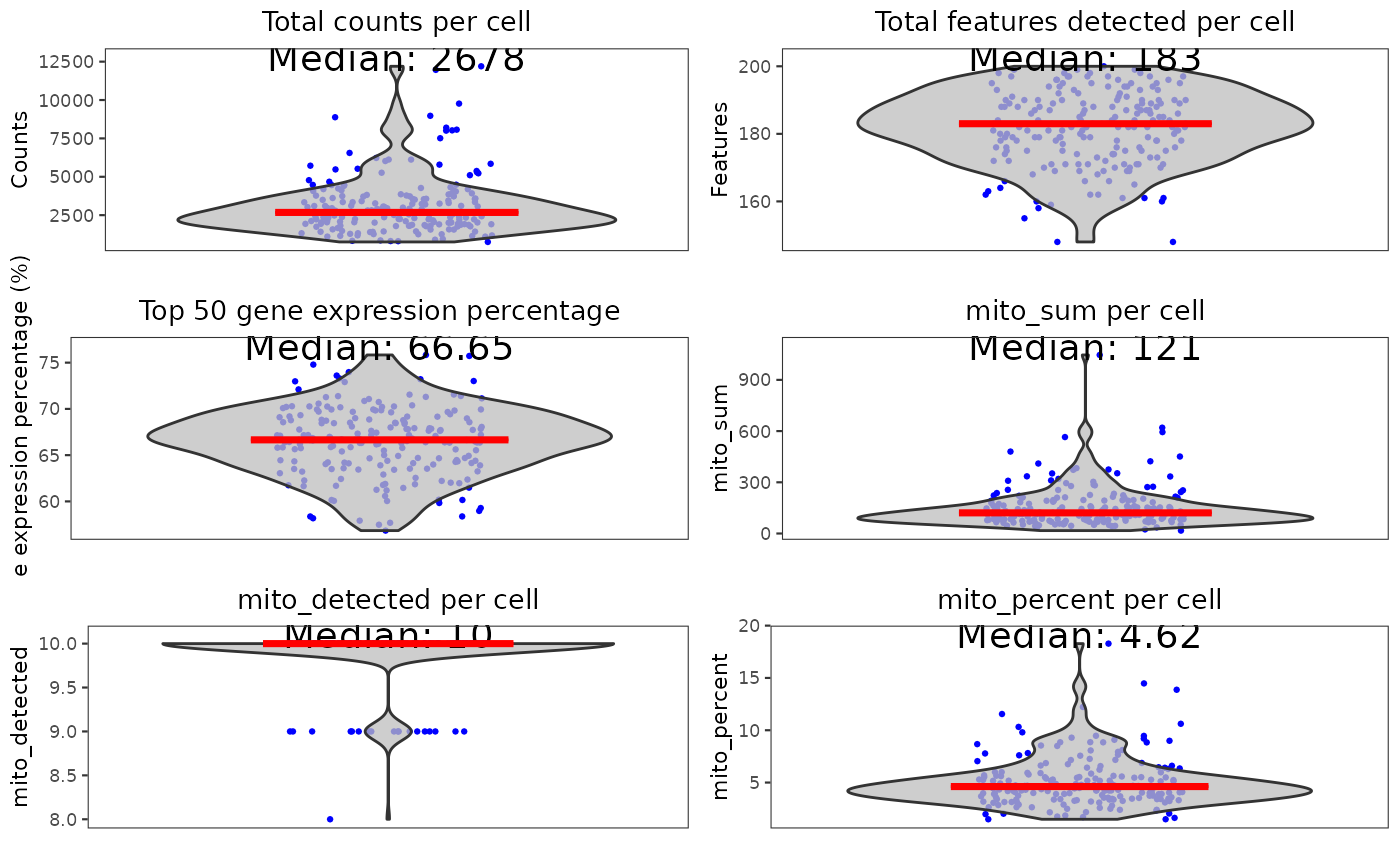 Total counts per cell
Median: 2678
Counts
12500
10000
7500
5000
2500
Total features detected per cell
Median: 183
Features
200
180
160
Top 50 gene expression percentage
Median: 66.65
e expression percentage (%)
75
70
65
60
mito_sum per cell
Median: 121
mito_sum
900
600
300
0
mito_detected per cell
Median: 10
mito_detected
10.0
9.5
9.0
8.5
8.0
mito_percent per cell
Median: 4.62
mito_percent
20
15
10
5